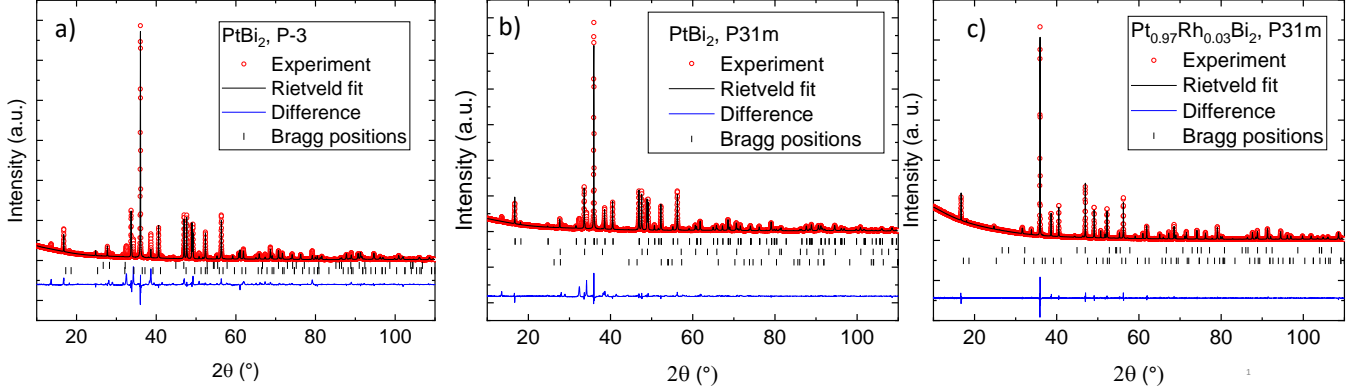 a)
PtBi2, P-3
Experiment
Rietveld fit
Difference
Bragg positions
Intensity (a.u.)
20 40 60 80 100
2θ (°)
b)
PtBi2, P31m
Experiment
Rietveld fit
Difference
Bragg positions
Intensity (a.u.)
20 40 60 80 100
2θ (°)
c)
Pt0.97Rh0.03Bi2, P31m
Experiment
Rietveld fit
Difference
Bragg positions
Intensity (a. u.)
20 40 60 80 100
2θ (°)
1